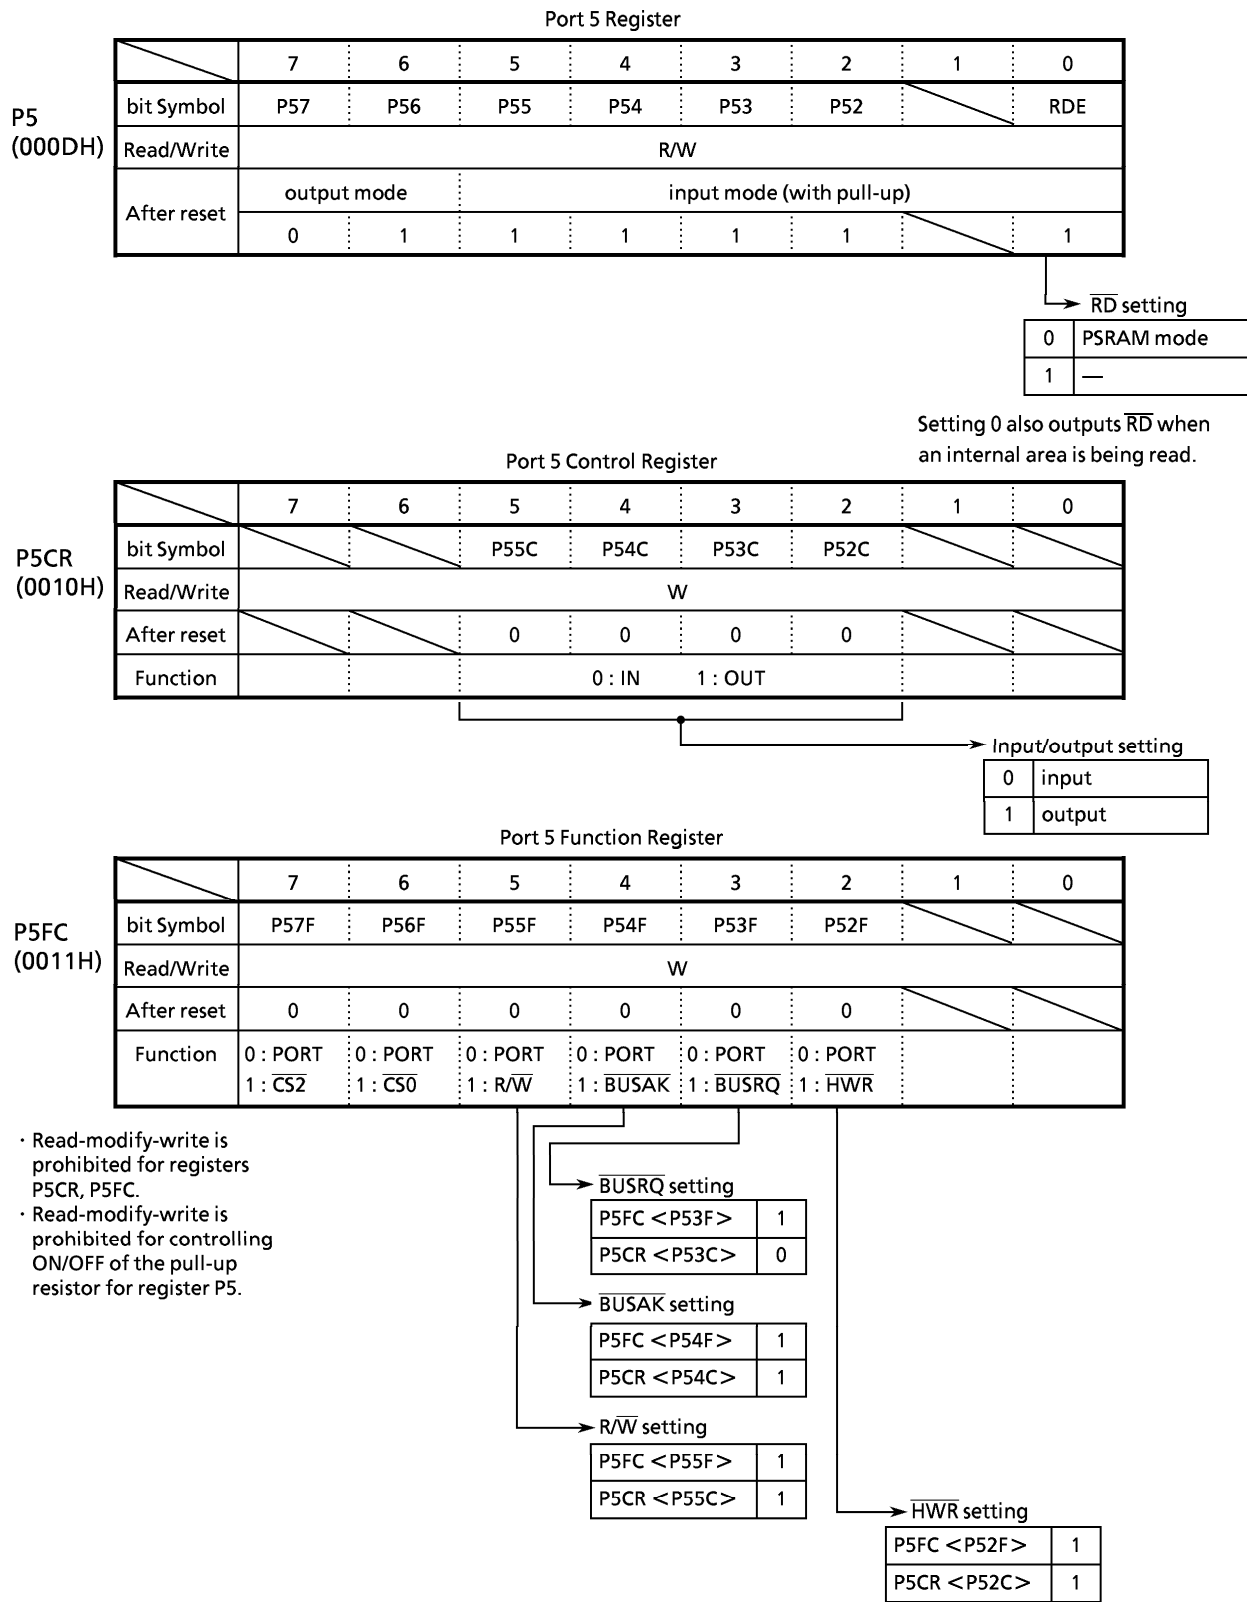 Port 5 Register
7 6 5 4 3 2 1 0
P5
(000DH)
bit Symbol P57 P56 P55 P54 P53 P52 RDE
Read/Write R/W
After reset output mode input mode (with pull-up)
0 1 1 1 1 1 1
R̅D̅ setting
0 PSRAM mode
1 —
Setting 0 also outputs R̅D̅ when
an internal area is being read.
Port 5 Control Register
7 6 5 4 3 2 1 0
P5CR
(0010H)
bit Symbol P55C P54C P53C P52C
Read/Write W
After reset 0 0 0 0
Function 0 : IN 1 : OUT
Input/output setting
0 input
1 output
Port 5 Function Register
7 6 5 4 3 2 1 0
P5FC
(0011H)
bit Symbol P57F P56F P55F P54F P53F P52F
Read/Write W
After reset 0 0 0 0 0 0
Function 0 : PORT 0 : PORT 0 : PORT 0 : PORT 0 : PORT 0 : PORT
1 : C̅S̅2̅ 1 : C̅S̅0̅ 1 : R/W̅ 1 : B̅U̅S̅A̅K̅ 1 : B̅U̅S̅R̅Q̅ 1 : H̅W̅R̅
· Read-modify-write is
prohibited for registers
P5CR, P5FC.
· Read-modify-write is
prohibited for controlling
ON/OFF of the pull-up
resistor for register P5.
B̅U̅S̅R̅Q̅ setting
P5FC <P53F> 1
P5CR <P53C> 0
B̅U̅S̅A̅K̅ setting
P5FC <P54F> 1
P5CR <P54C> 1
R/W̅ setting
P5FC <P55F> 1
P5CR <P55C> 1
H̅W̅R̅ setting
P5FC <P52F> 1
P5CR <P52C> 1